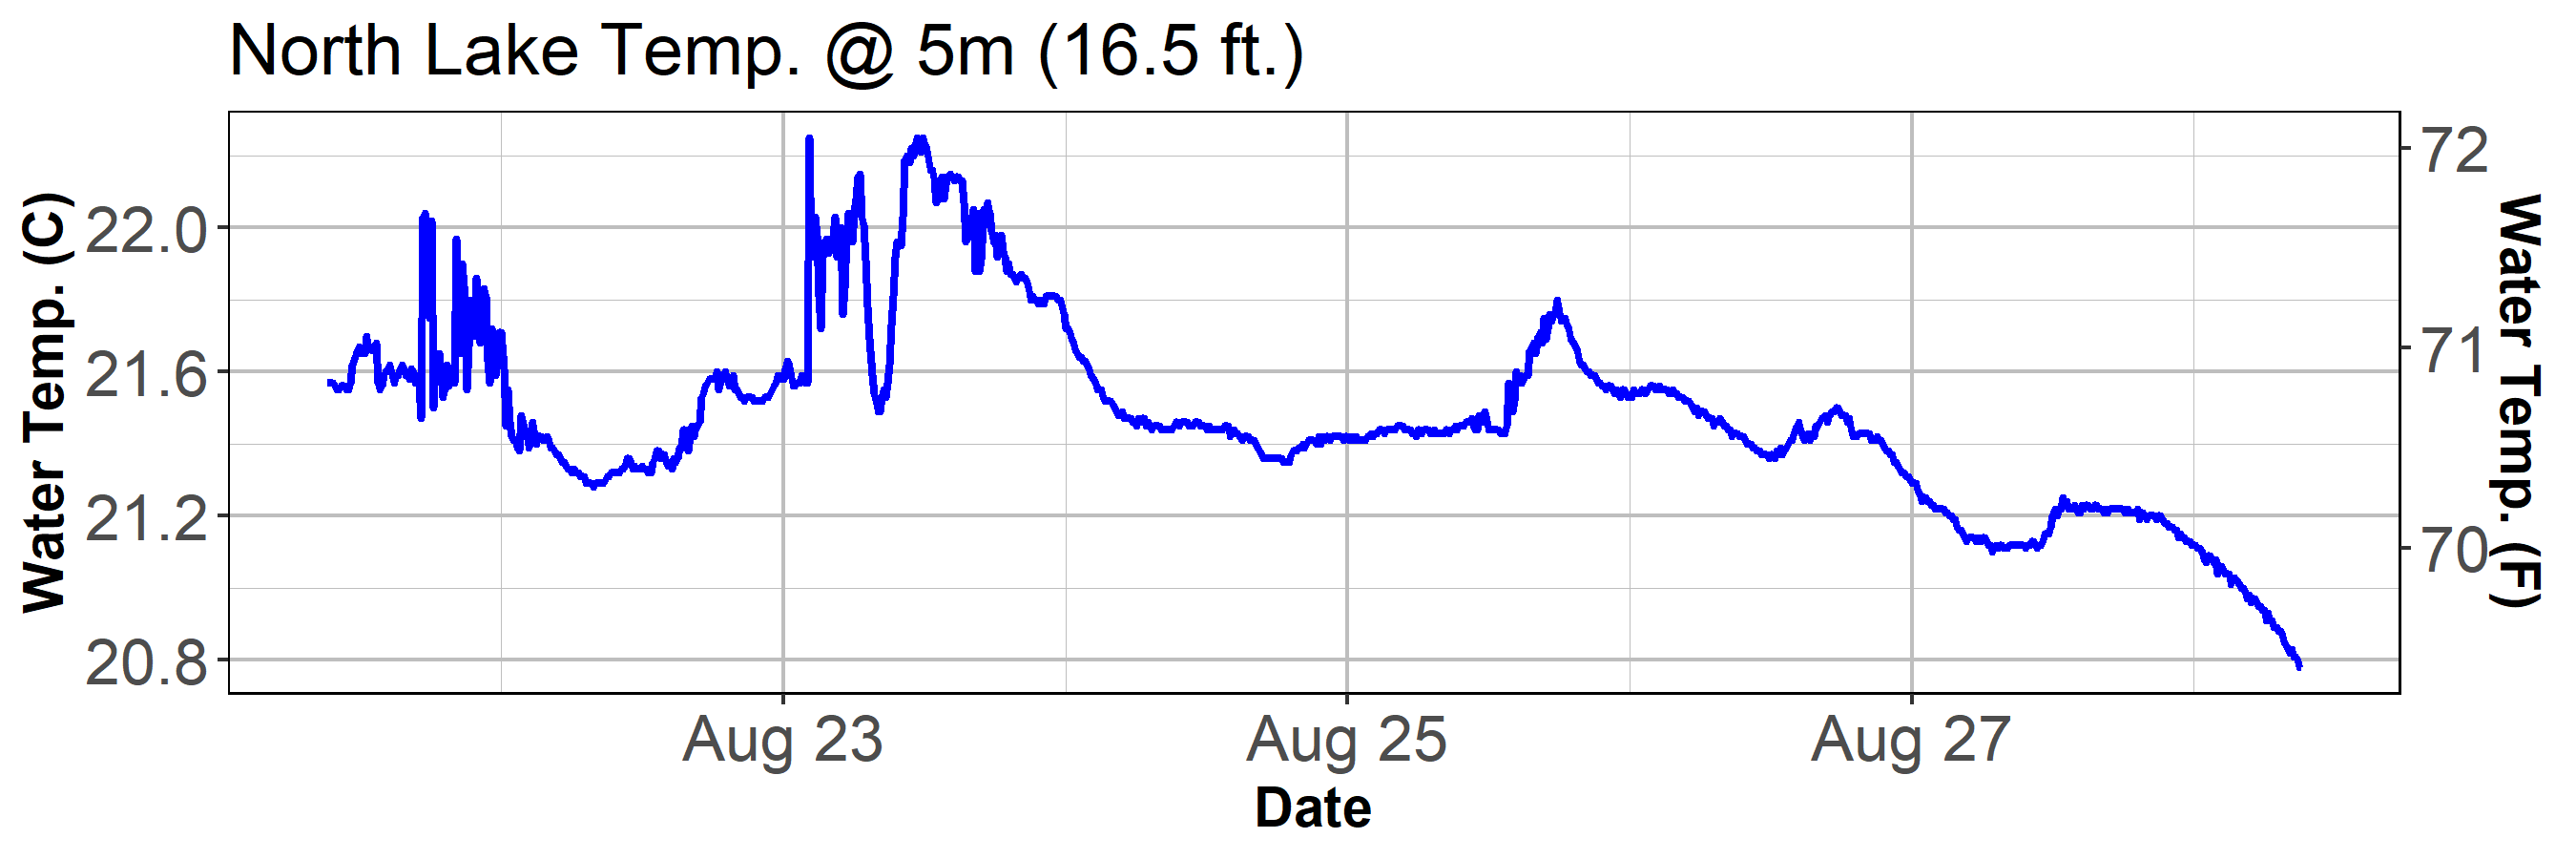 North Lake Temp. @ 5m (16.5 ft.)
Water Temp. (C)
22.0
21.6
21.2
20.8
72
71
70
Water Temp. (F)
Aug 23
Aug 25
Aug 27
Date